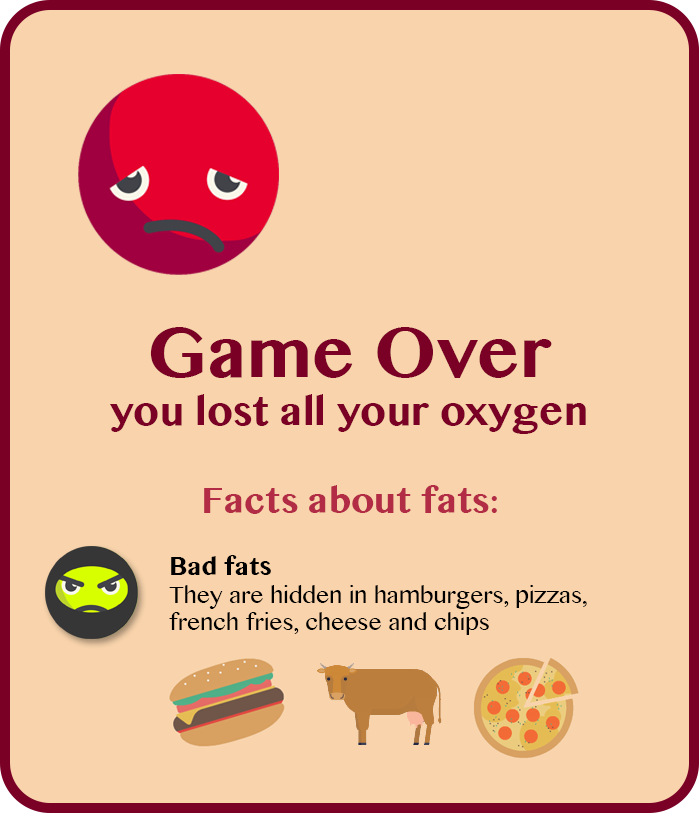 Game Over
you lost all your oxygen
Facts about fats:
Bad fats
They are hidden in hamburgers, pizzas,
french fries, cheese and chips